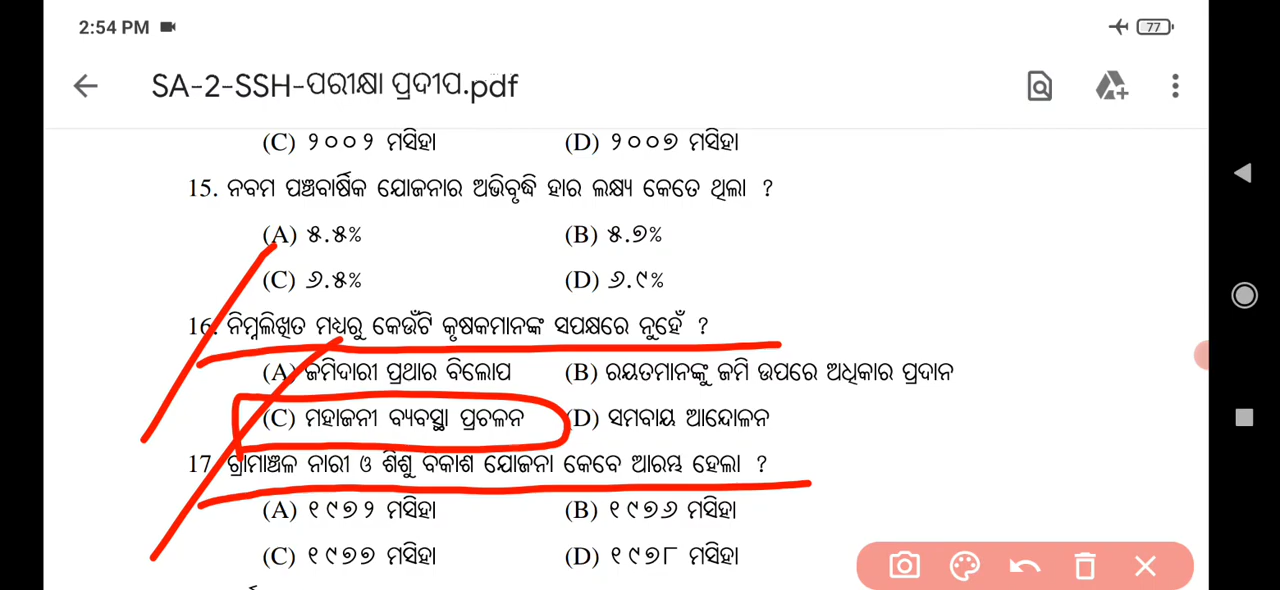 2:54 PM
77
SA-2-SSH-ପରୀକ୍ଷା ପ୍ରଦୀପ.pdf
(C) ୨୦୦୨ ମସିହା (D) ୨୦୦୭ ମସିହା
15. ନବମ ପଞ୍ଚବାର୍ଷିକ ଯୋଜନାର ଅଭିବୃଦ୍ଧି ହାର ଲକ୍ଷ୍ୟ କେତେ ଥିଲା ?
(A) ୫.୫% (B) ୫.୭%
(C) ୬.୫% (D) ୬.୯%
16. ନିମ୍ନଲିଖିତ ମଧ୍ୟରୁ କେଉଁଟି କୃଷକମାନଙ୍କ ସପକ୍ଷରେ ନୁହେଁ ?
(A) ଜମିଦାରୀ ପ୍ରଥାର ବିଲୋପ (B) ରୟତମାନଙ୍କୁ ଜମି ଉପରେ ଅଧିକାର ପ୍ରଦାନ
(C) ମହାଜନୀ ବ୍ୟବସ୍ଥା ପ୍ରଚଳନ (D) ସମବାୟ ଆନ୍ଦୋଳନ
17. ଗ୍ରାମାଞ୍ଚଳ ନାରୀ ଓ ଶିଶୁ ବିକାଶ ଯୋଜନା କେବେ ଆରମ୍ଭ ହେଲା ?
(A) ୧୯୭୨ ମସିହା (B) ୧୯୭୬ ମସିହା
(C) ୧୯୭୭ ମସିହା (D) ୧୯୭୮ ମସିହା